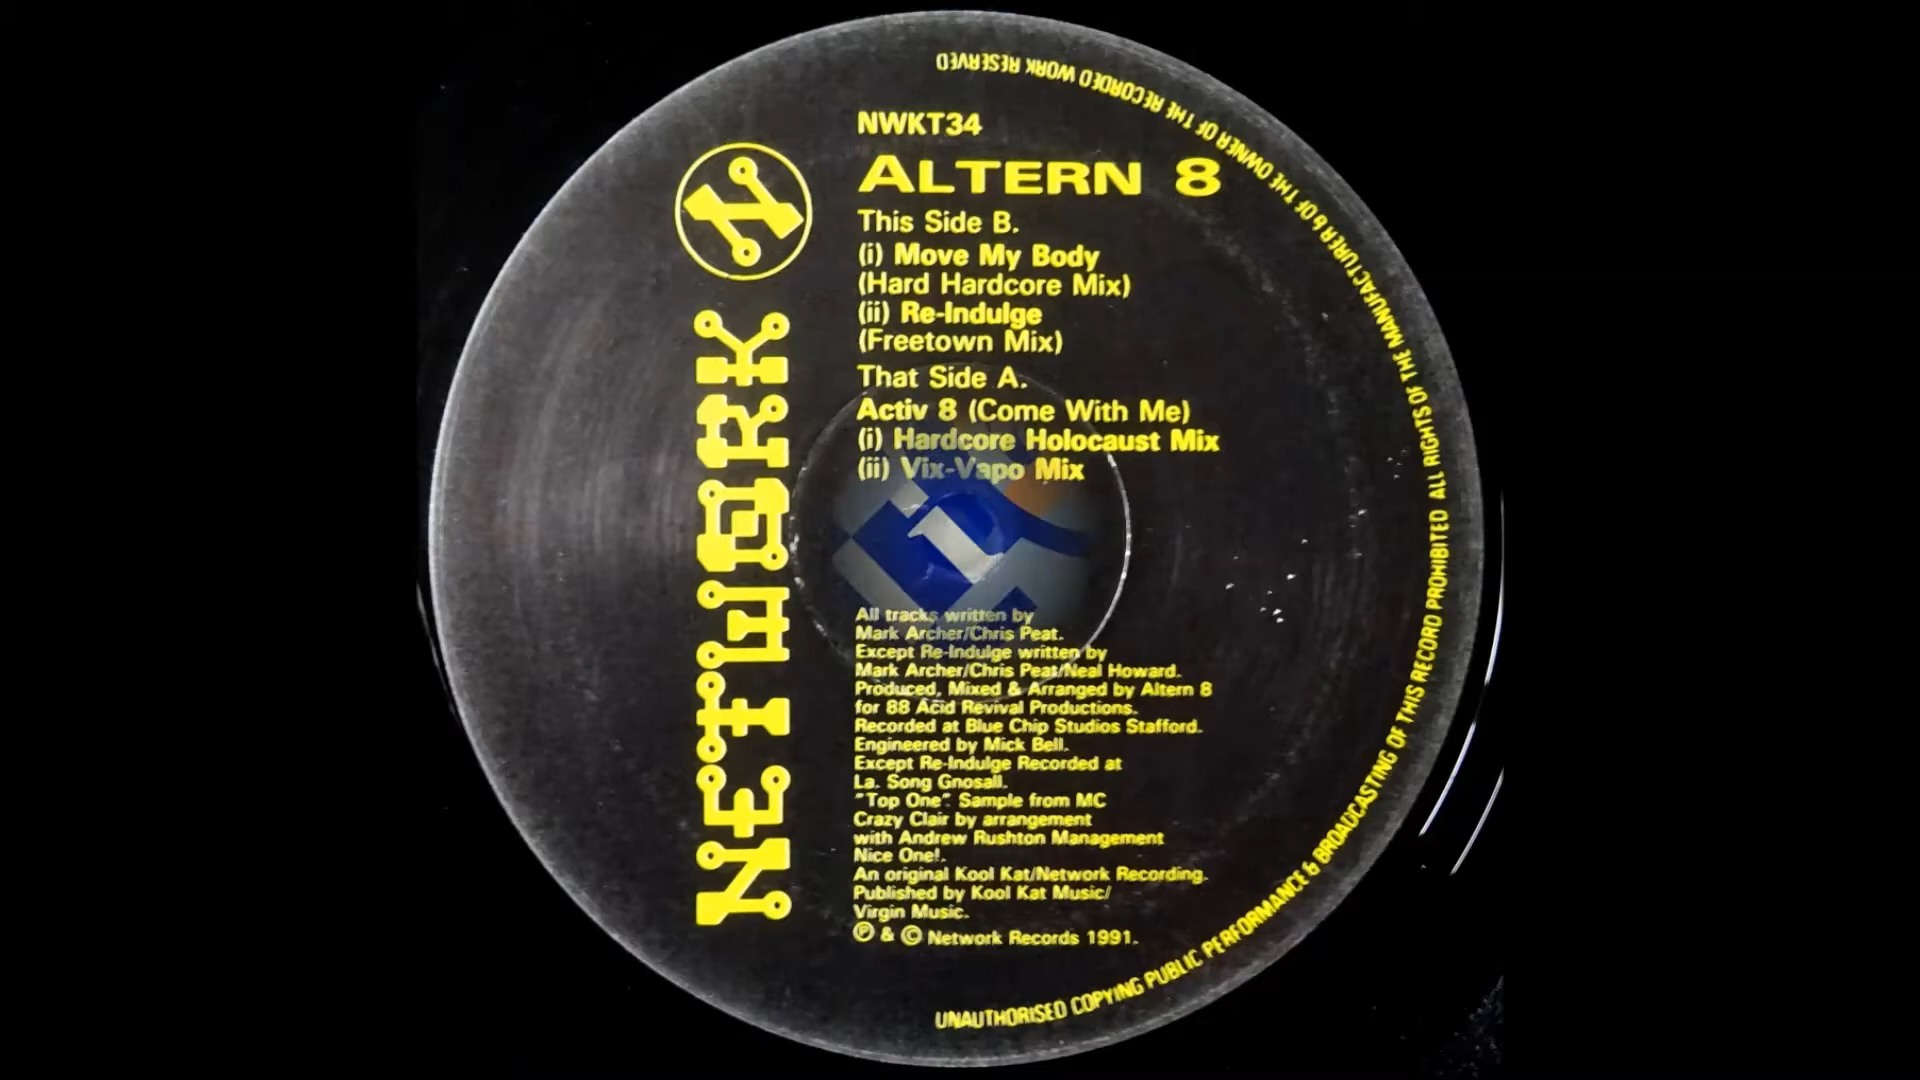 NWKT34
ALTERN 8
This Side B.
(i) Move My Body
(Hard Hardcore Mix)
(ii) Re-Indulge
(Freetown Mix)
That Side A.
Activ 8 (Come With Me)
(i) Hardcore Holocaust Mix
(ii) Vix-Vapo Mix
NETWORK
All tracks written by
Mark Archer/Chris Peat.
Except Re-Indulge written by
Mark Archer/Chris Peat/Neal Howard.
Produced, Mixed & Arranged by Altern 8
for 88 Acid Revival Productions.
Recorded at Blue Chip Studios Stafford.
Engineered by Mick Bell.
Except Re-Indulge Recorded at
La. Song Gnosall.
"Top One". Sample from MC
Crazy Clair by arrangement
with Andrew Rushton Management
Nice One!.
An original Kool Kat/Network Recording.
Published by Kool Kat Music/
Virgin Music.
℗ & © Network Records 1991.
UNAUTHORISED COPYING PUBLIC PERFORMANCE & BROADCASTING OF THIS RECORD PROHIBITED ALL RIGHTS OF THE MANUFACTURER & OF THE OWNER OF THE RECORDED WORK RESERVED